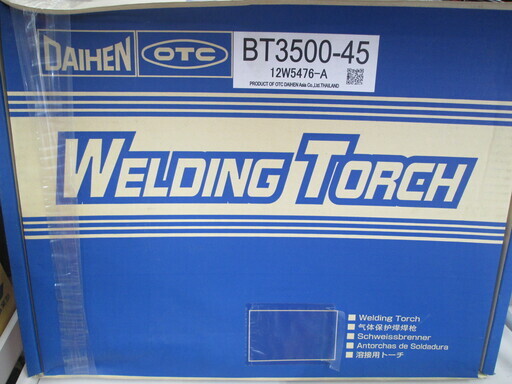 DAIHEN
OTC
BT3500-45
12W5476-A
PRODUCT OF OTC DAIHEN Asia Co.,Ltd.THAILAND
WELDING TORCH
■ Welding Torch
■ 气体保护焊焊枪
■ Schweissbrenner
■ Antorchas de Soldadura
■ 溶接用トーチ